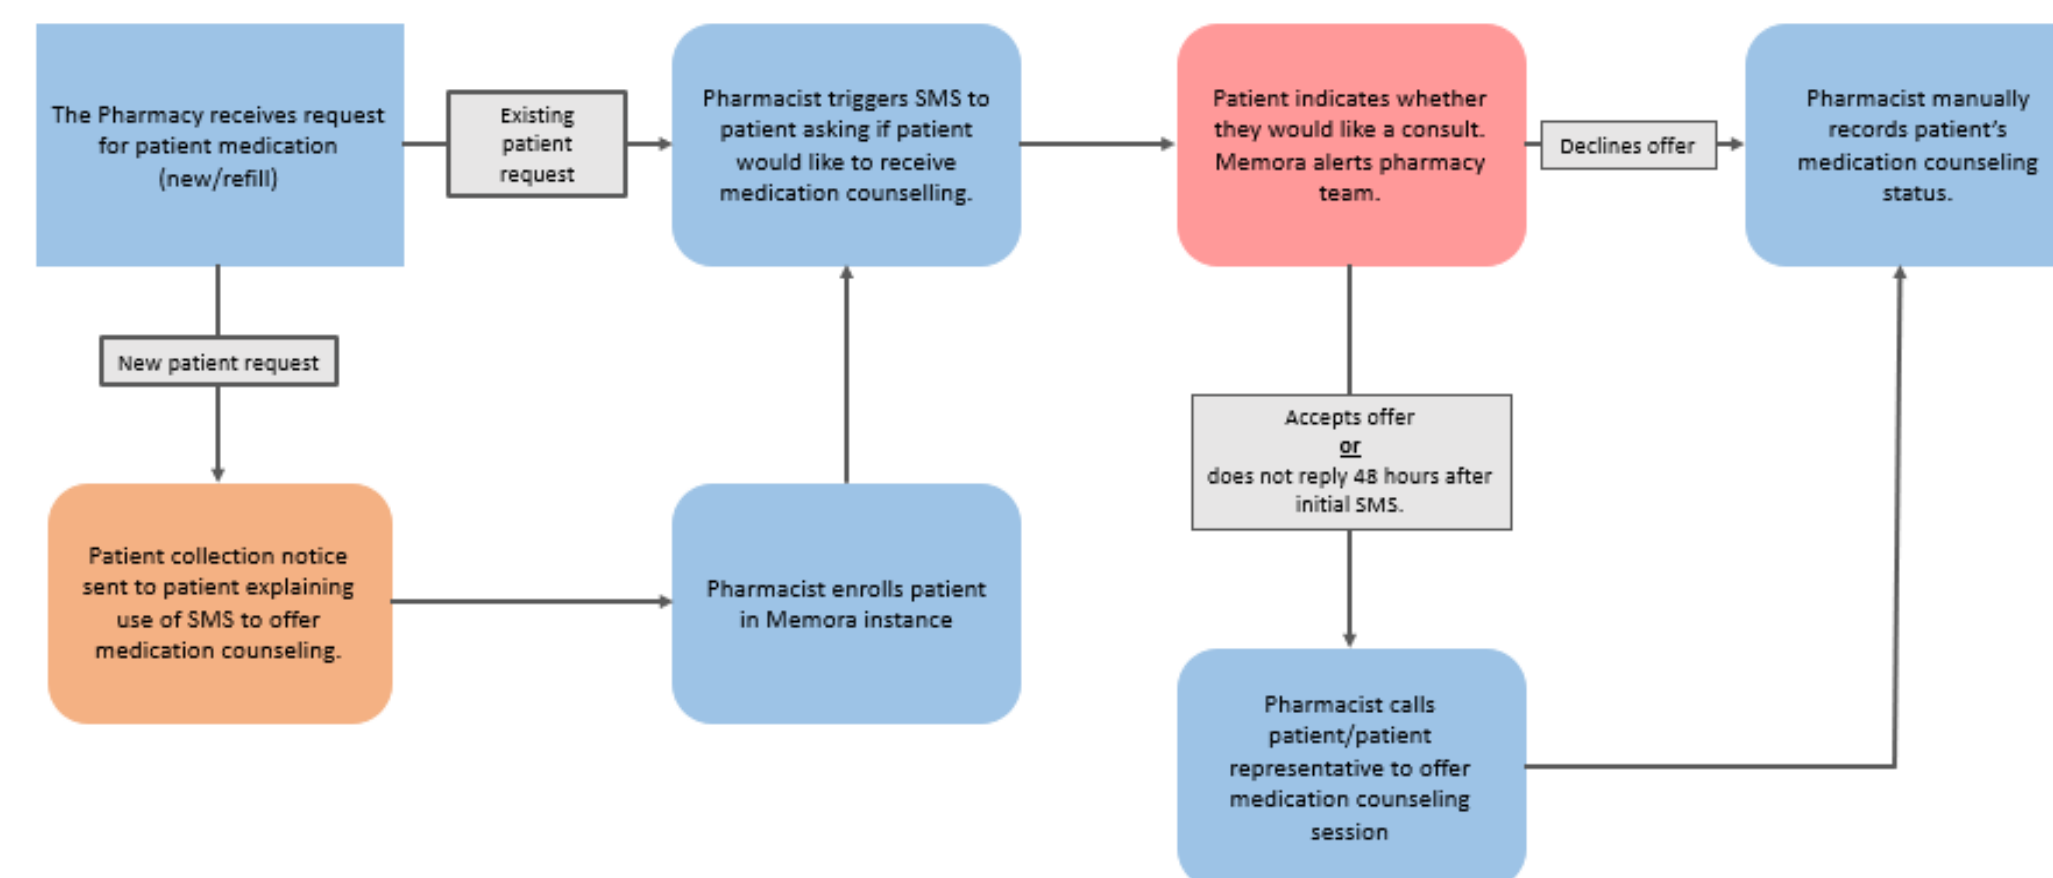 The Pharmacy receives request
for patient medication
(new/refill)
Existing
patient
request
Pharmacist triggers SMS to
patient asking if patient
would like to receive
medication counselling.
Patient indicates whether
they would like a consult.
Memora alerts pharmacy
team.
Declines offer
Pharmacist manually
records patient's
medication counseling
status.
New patient request
Accepts offer
or
does not reply 48 hours after
initial SMS.
Patient collection notice
sent to patient explaining
use of SMS to offer
medication counseling.
Pharmacist enrolls patient
in Memora instance
Pharmacist calls
patient/patient
representative to offer
medication counseling
session